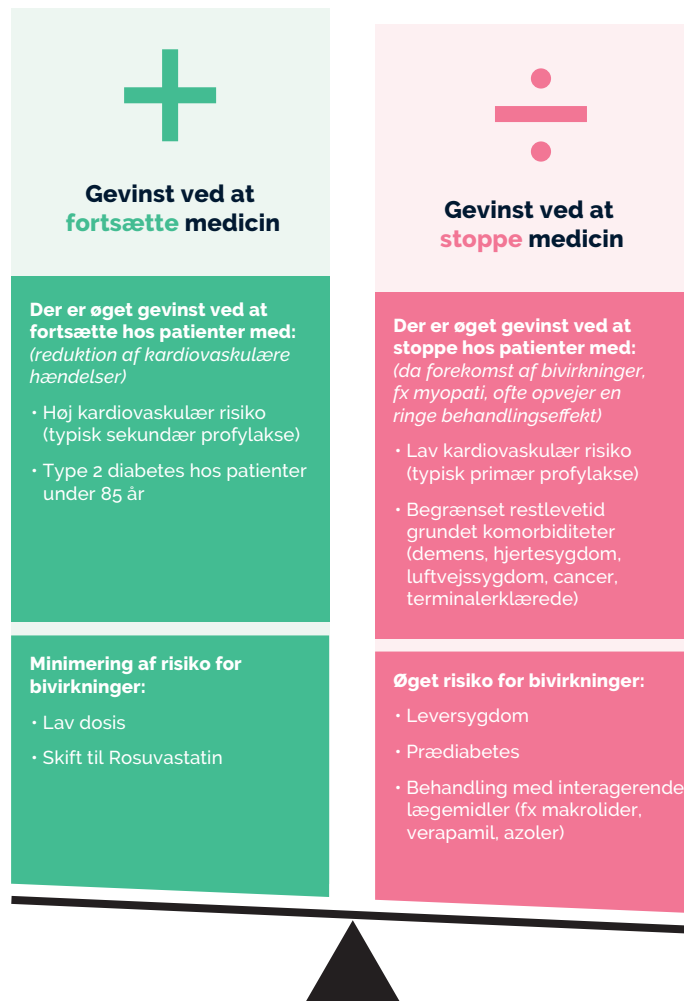 Gevinst ved at
fortsætte medicin
Der er øget gevinst ved at
fortsætte hos patienter med:
(reduktion af kardiovaskulære
hændelser)
· Høj kardiovaskulær risiko
(typisk sekundær profylakse)
· Type 2 diabetes hos patienter
under 85 år
Minimering af risiko for
bivirkninger:
· Lav dosis
· Skift til Rosuvastatin
Gevinst ved at
stoppe medicin
Der er øget gevinst ved at
stoppe hos patienter med:
(da forekomst af bivirkninger,
fx myopati, ofte opvejer en
ringe behandlingseffekt)
· Lav kardiovaskulær risiko
(typisk primær profylakse)
· Begrænset restlevetid
grundet komorbiditeter
(demens, hjertesygdom,
luftvejssygdom, cancer,
terminalerklærede)
Øget risiko for bivirkninger:
· Leversygdom
· Prædiabetes
· Behandling med interagerende
lægemidler (fx makrolider,
verapamil, azoler)